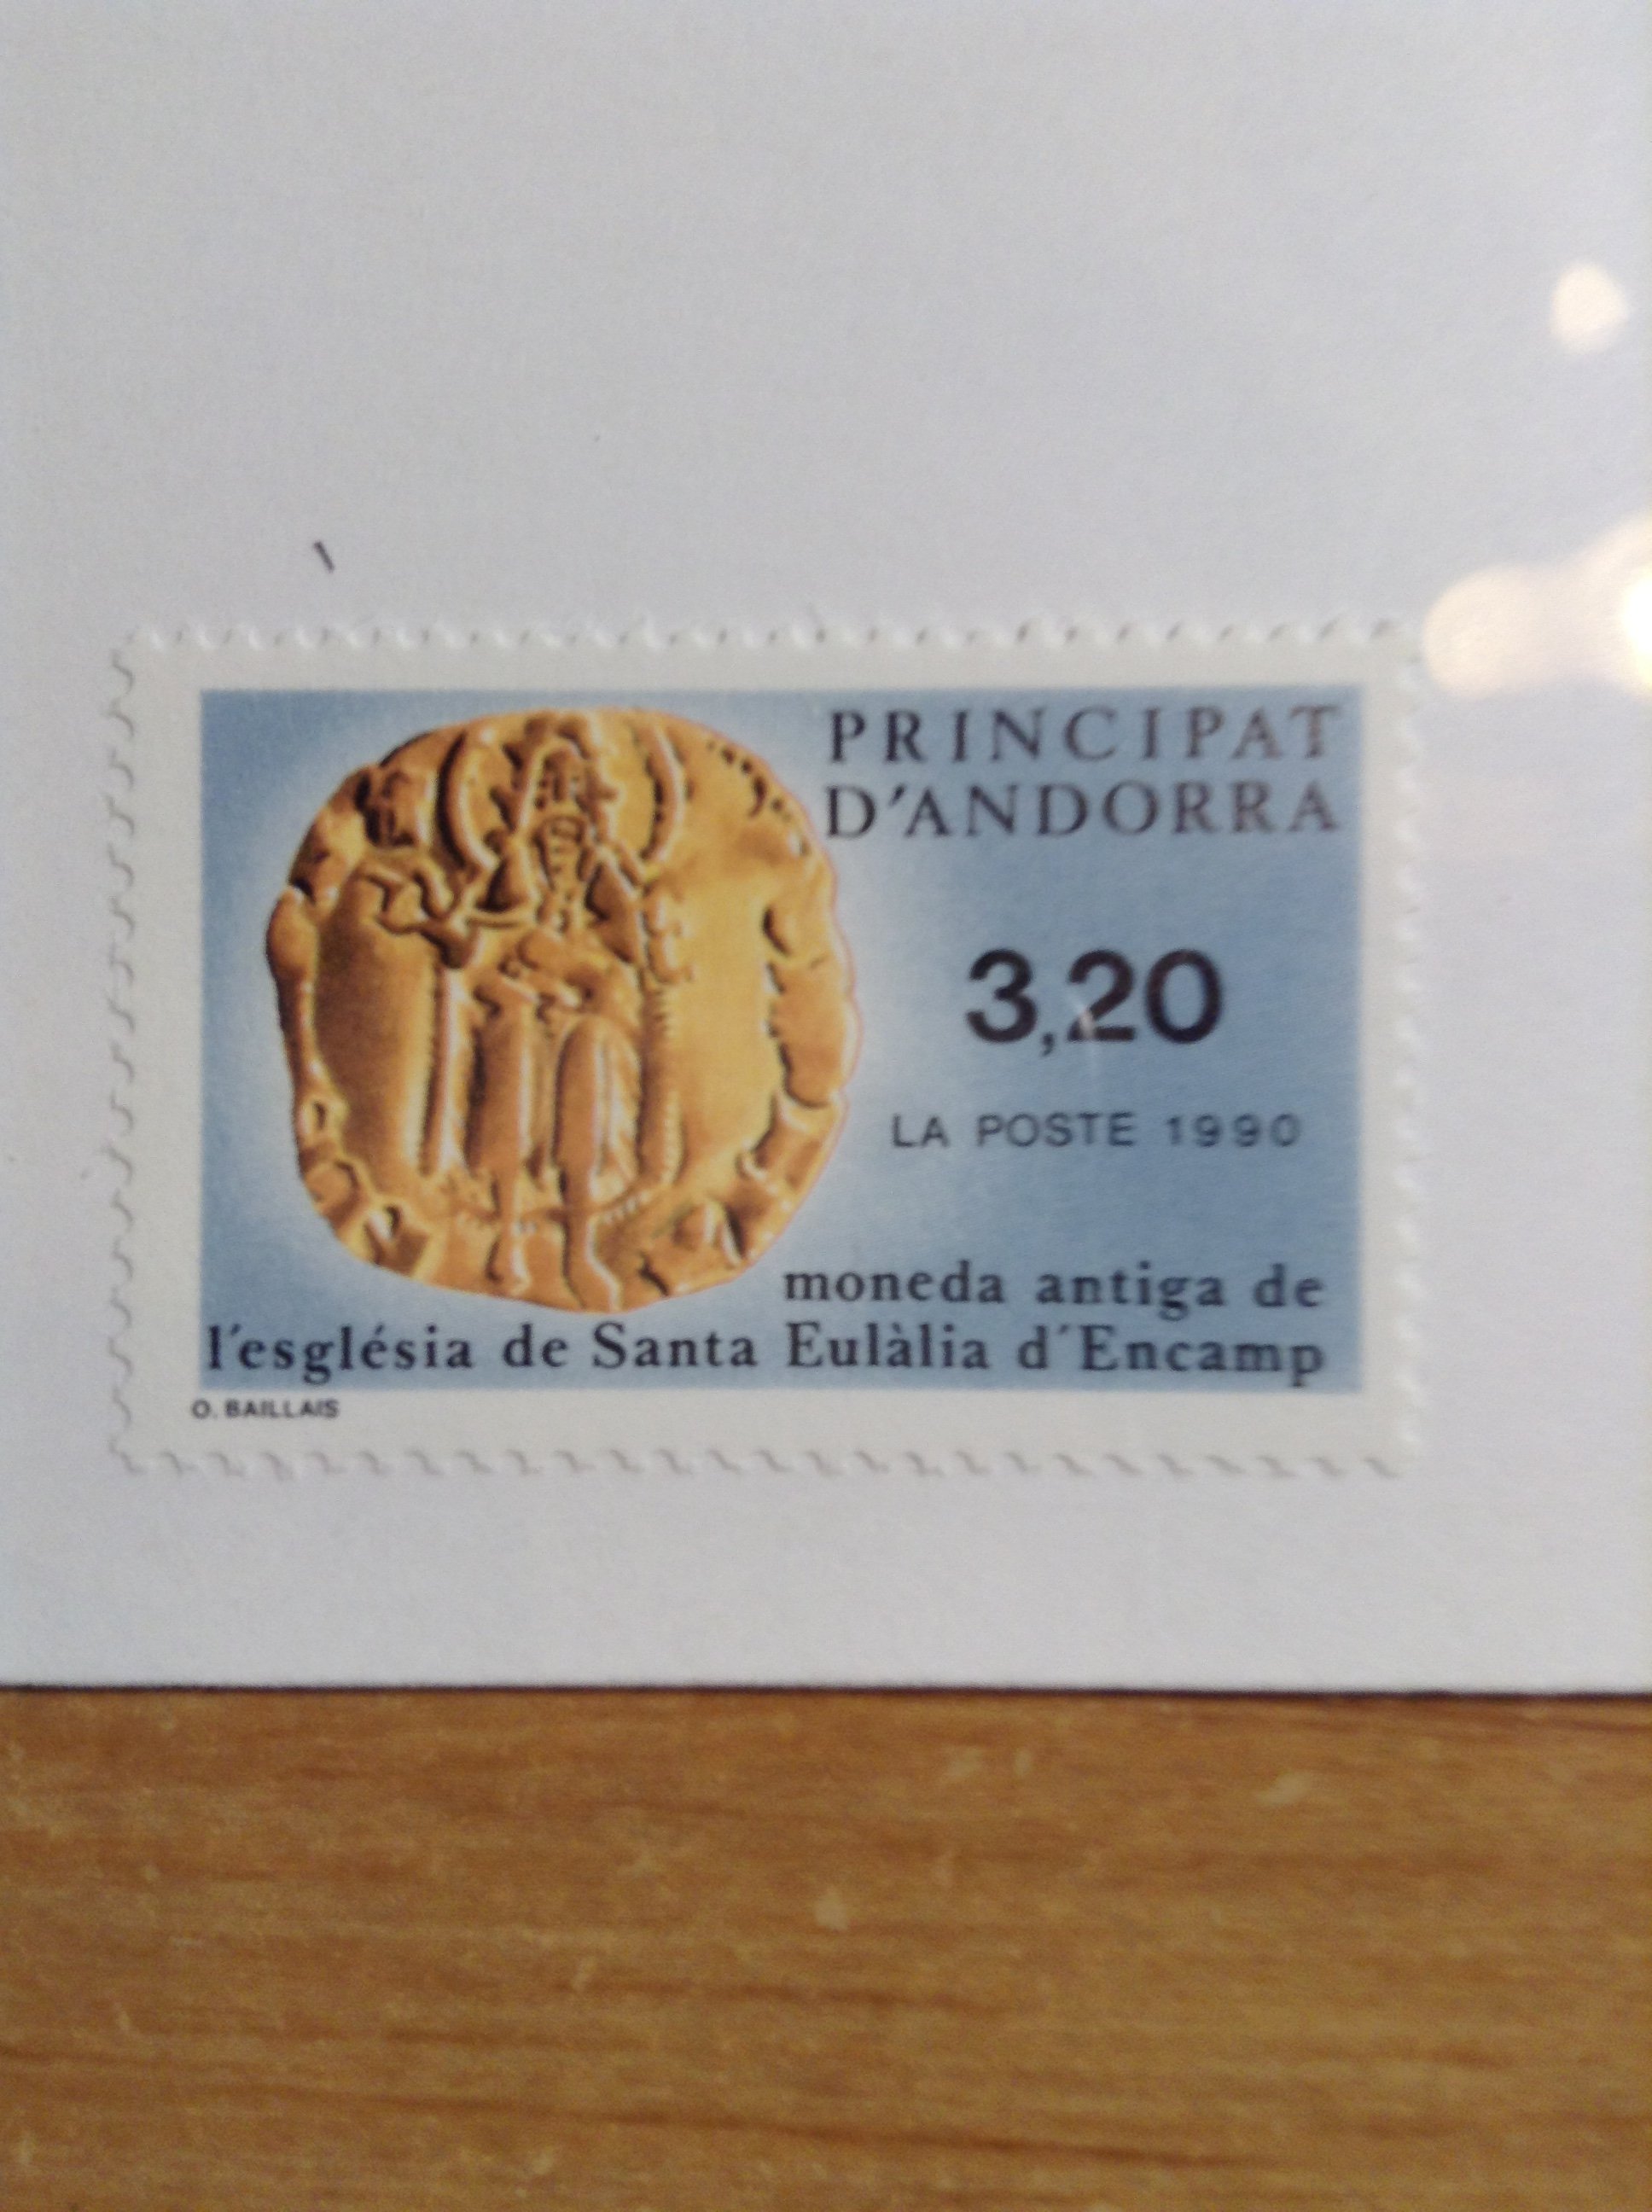 PRINCIPAT
D'ANDORRA
3,20
LA POSTE 1990
moneda antiga de
l'església de Santa Eulàlia d'Encamp
O. BAILLAIS